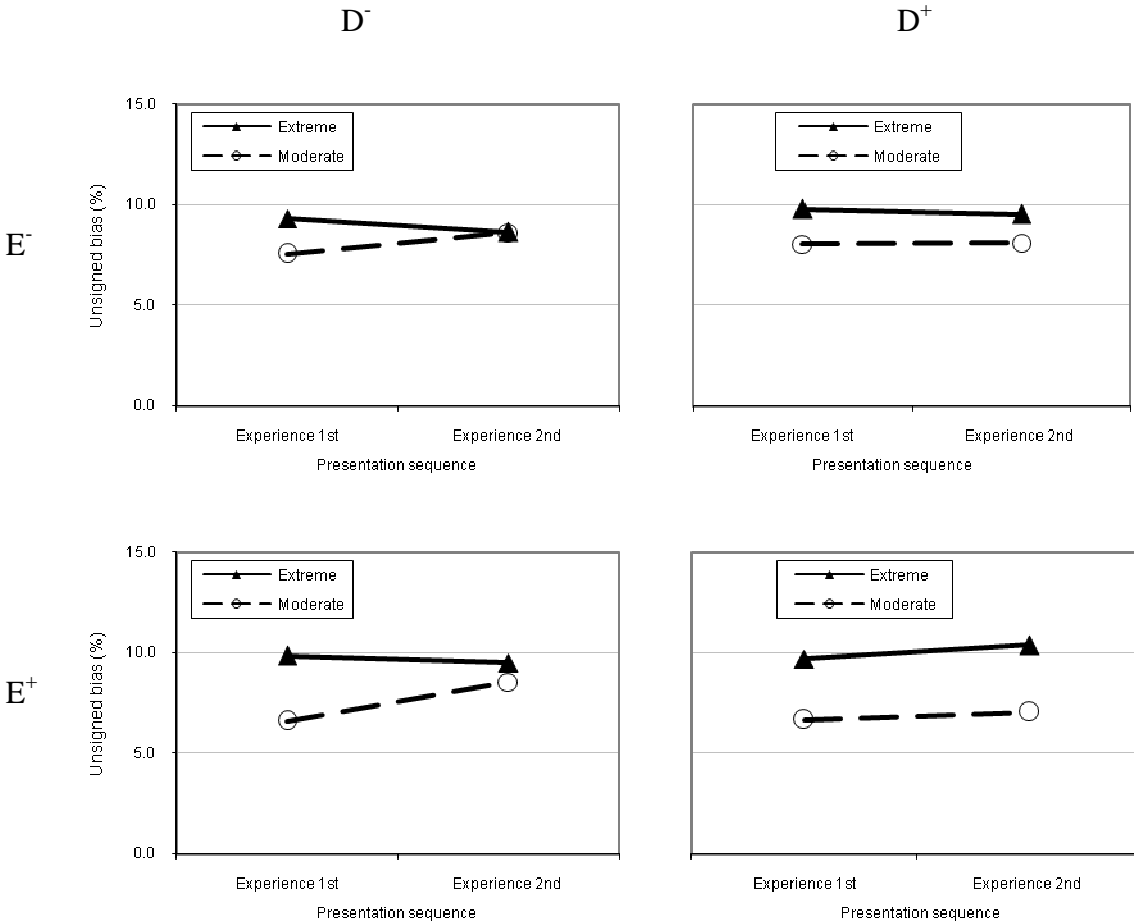 D⁻
D⁺
E⁻
15.0
10.0
5.0
0.0
Unsigned bias (%)
Extreme
Moderate
Experience 1st
Experience 2nd
Presentation sequence
Extreme
Moderate
Experience 1st
Experience 2nd
Presentation sequence
E⁺
15.0
10.0
5.0
0.0
Unsigned bias (%)
Extreme
Moderate
Experience 1st
Experience 2nd
Presentation sequence
Extreme
Moderate
Experience 1st
Experience 2nd
Presentation sequence